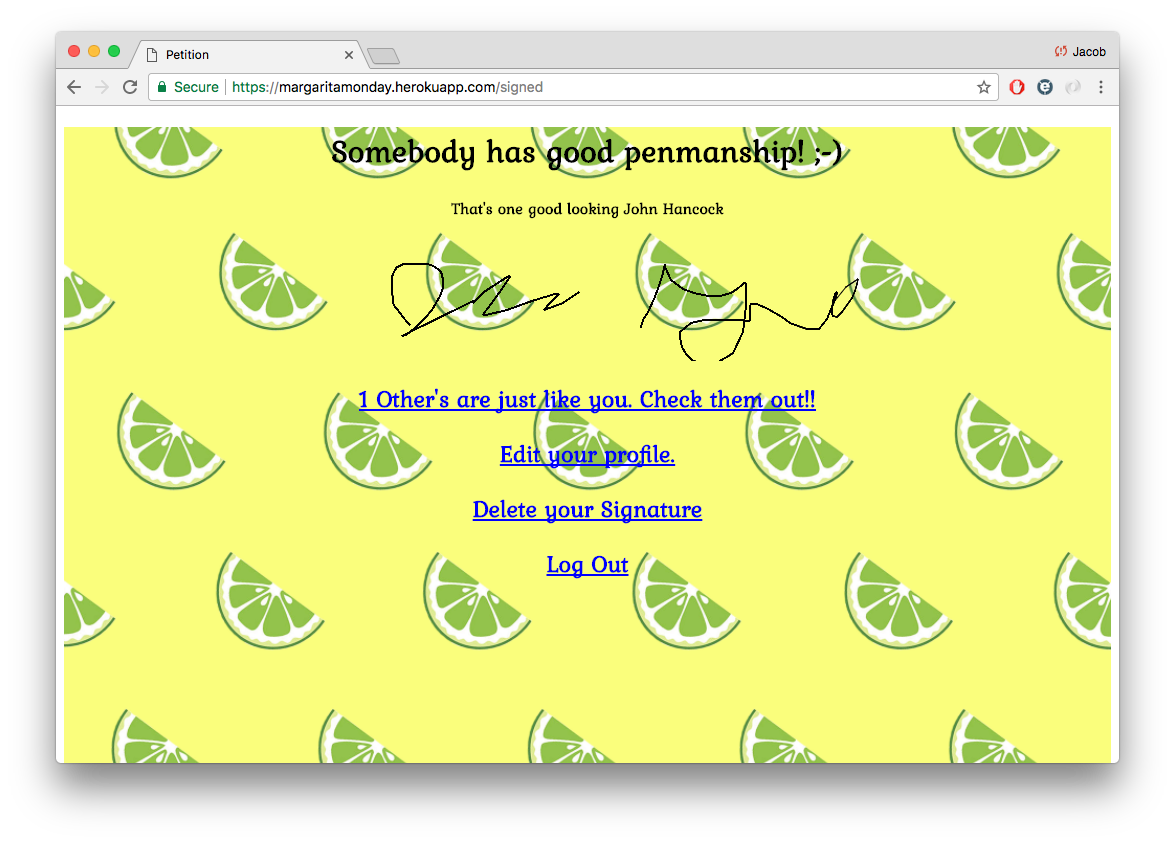 Petition
Jacob
Secure https://margaritamonday.herokuapp.com/signed
Somebody has good penmanship! ;-)
That's one good looking John Hancock
1 Other's are just like you. Check them out!!
Edit your profile.
Delete your Signature
Log Out